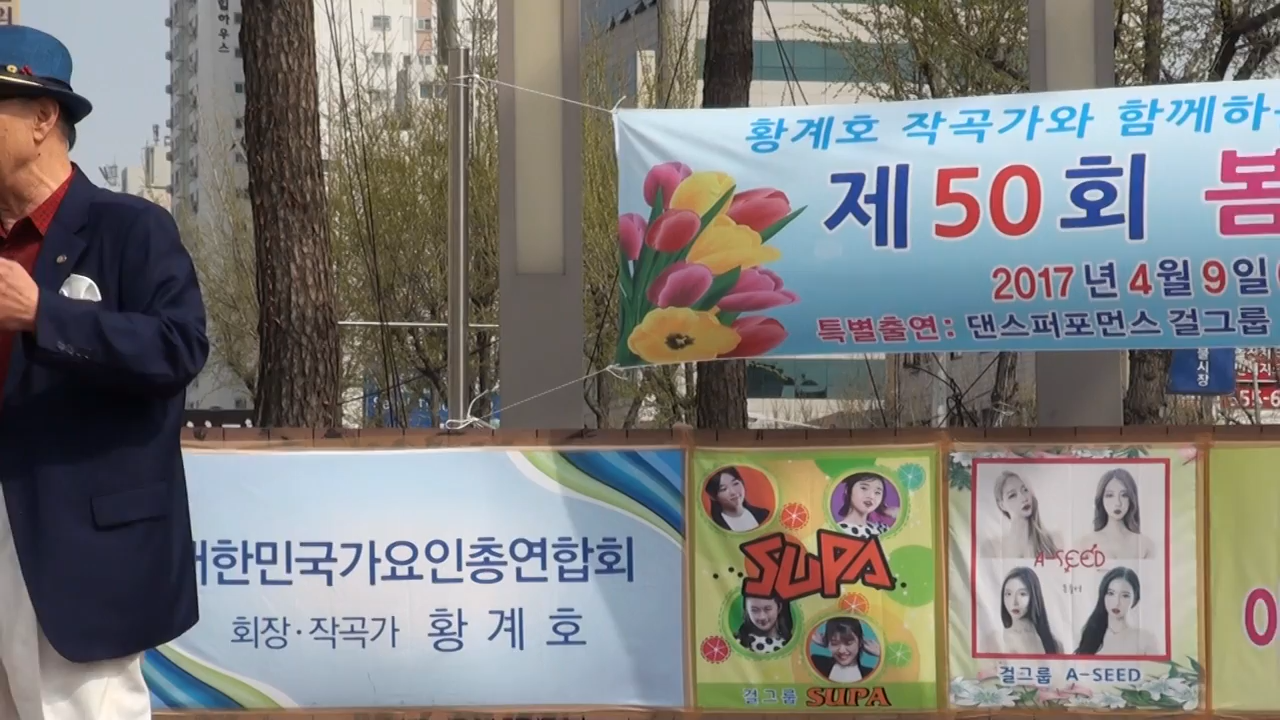 황계호 작곡가와 함께하
제50회 봄
2017년 4월 9일
특별출연: 댄스퍼포먼스 걸그룹
대한민국가요인총연합회
회장·작곡가 황계호
SUPA
걸그룹 SUPA
A-SEED
걸그룹 A-SEED